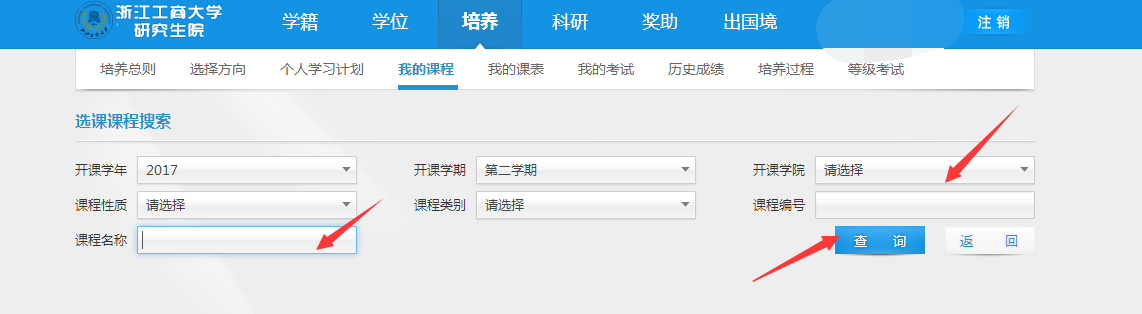 浙江工商大学
研究生院
学籍 学位 培养 科研 奖助 出国境 注销
培养总则 选择方向 个人学习计划 我的课程 我的课表 我的考试 历史成绩 培养过程 等级考试
选课课程搜索
开课学年 2017 开课学期 第二学期 开课学院 请选择
课程性质 请选择 课程类别 请选择 课程编号
课程名称 查 询 返 回